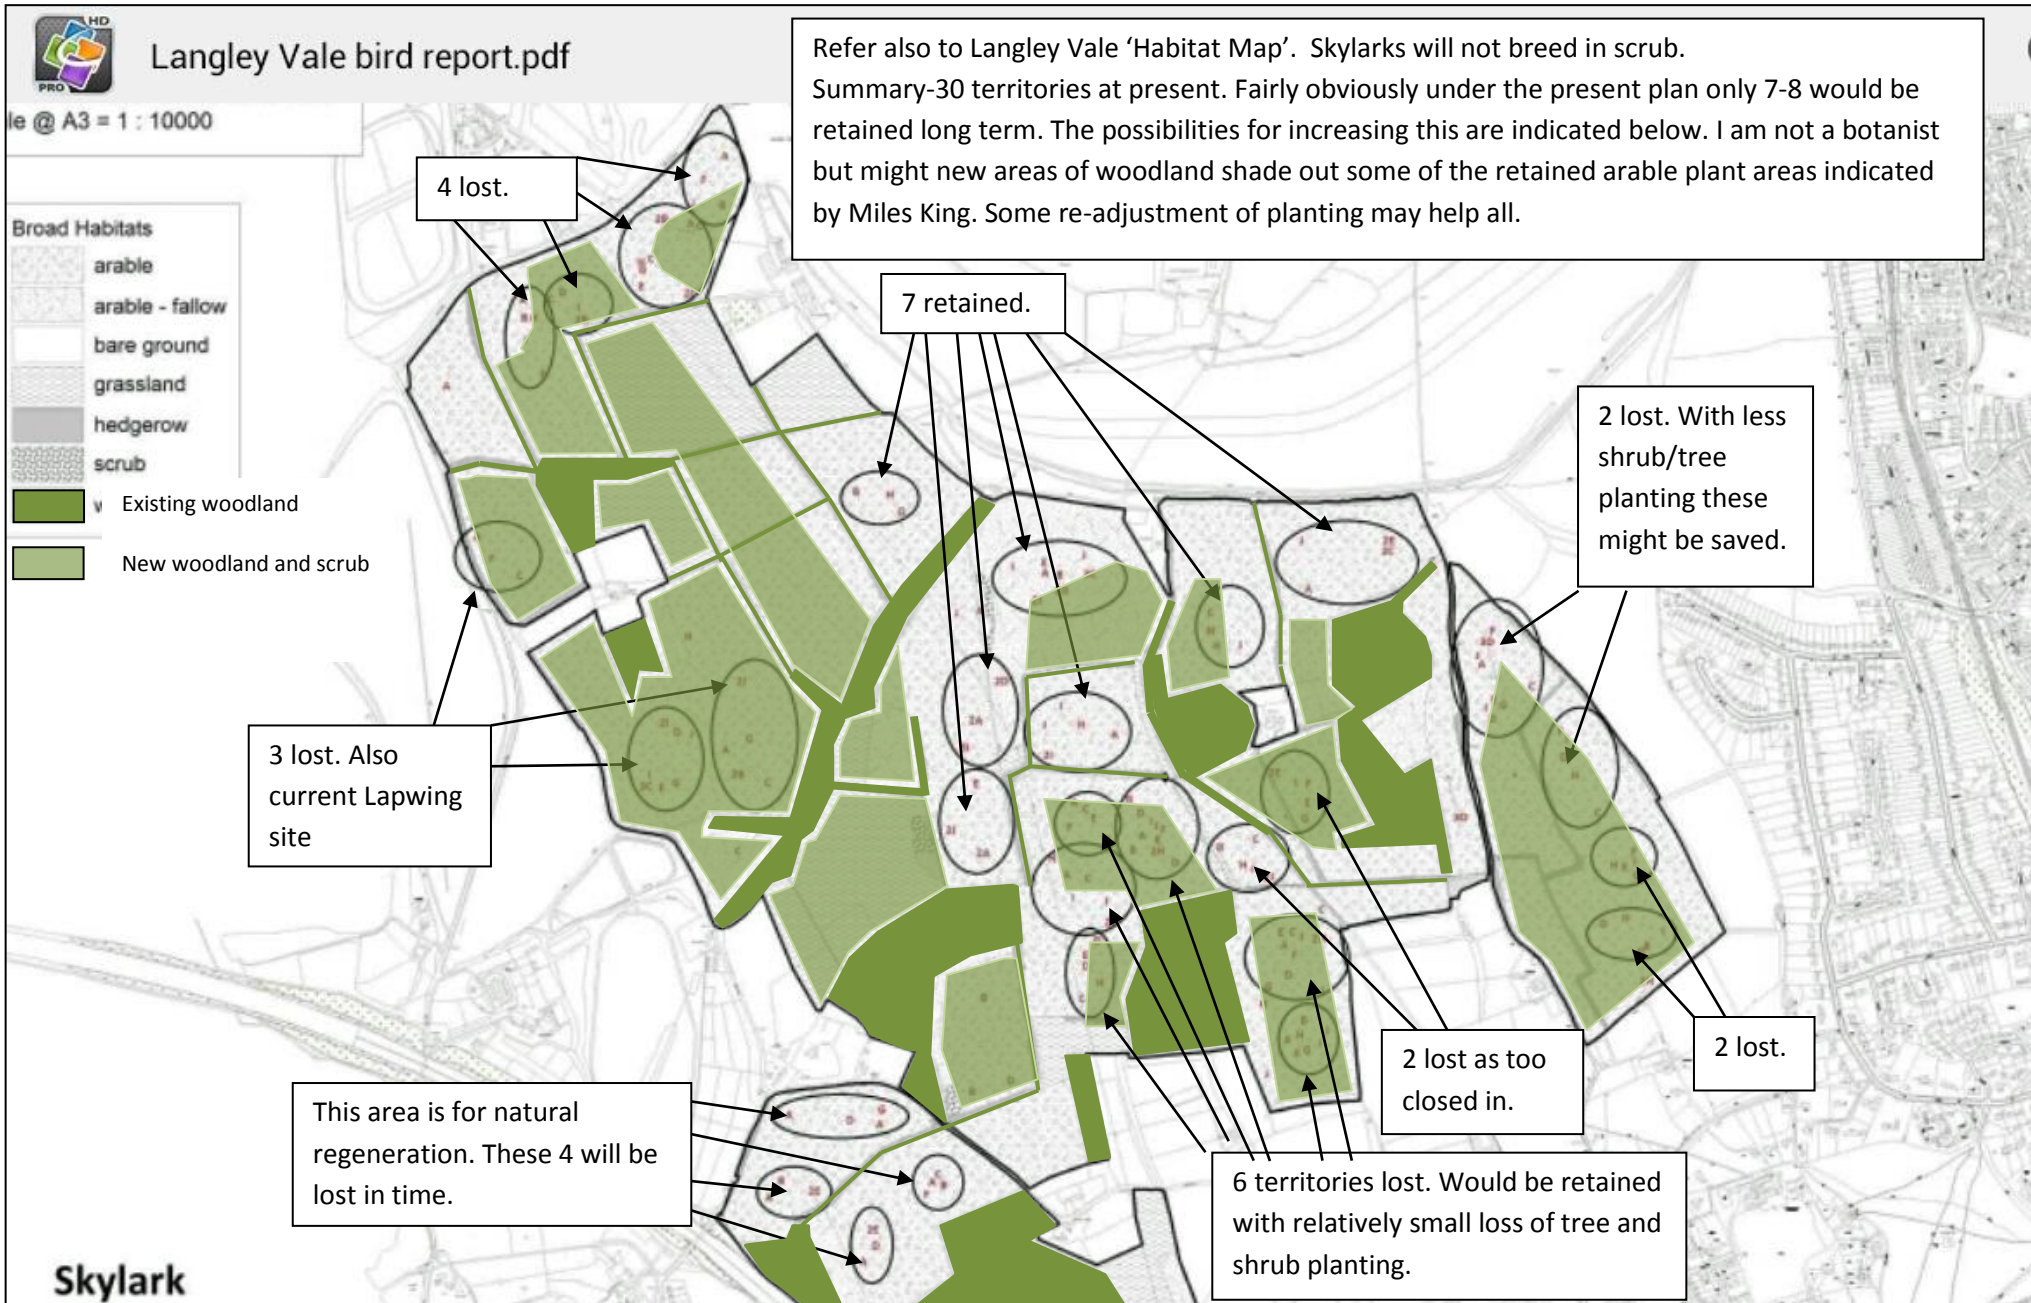 HD
PRO
Langley Vale bird report.pdf
le @ A3 = 1 : 10000
Refer also to Langley Vale ‘Habitat Map’. Skylarks will not breed in scrub.
Summary-30 territories at present. Fairly obviously under the present plan only 7-8 would be
retained long term. The possibilities for increasing this are indicated below. I am not a botanist
but might new areas of woodland shade out some of the retained arable plant areas indicated
by Miles King. Some re-adjustment of planting may help all.
Broad Habitats
arable
arable - fallow
bare ground
grassland
hedgerow
scrub
w
Existing woodland
New woodland and scrub
4 lost.
7 retained.
2 lost. With less
shrub/tree
planting these
might be saved.
3 lost. Also
current Lapwing
site
2 lost as too
closed in.
2 lost.
This area is for natural
regeneration. These 4 will be
lost in time.
6 territories lost. Would be retained
with relatively small loss of tree and
shrub planting.
Skylark